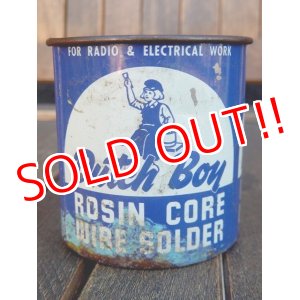 FOR RADIO & ELECTRICAL WORK
Dutch Boy
SOLD OUT!!
ROSIN CORE
WIRE SOLDER